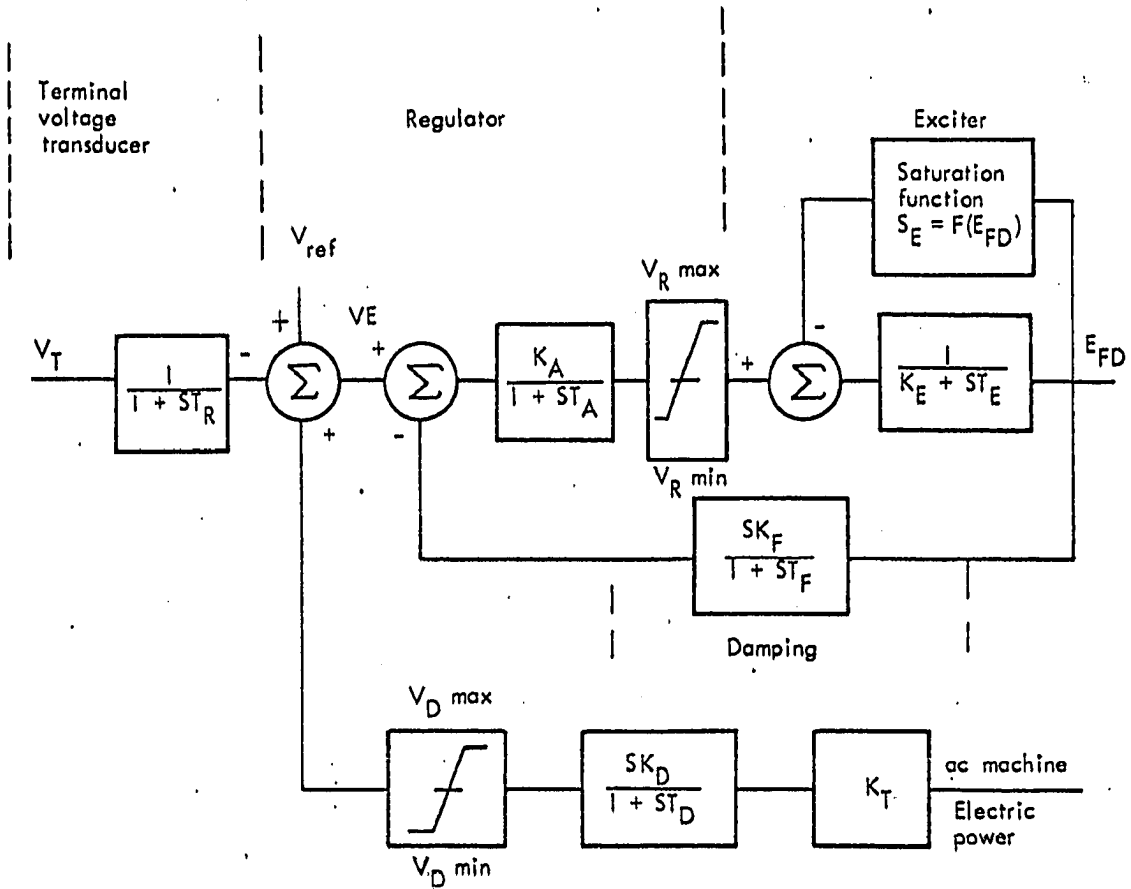 Terminal
voltage
transducer
Regulator
Exciter
Saturation
function
S_E = F(E_FD)
V_ref
V_R max
+
VE
+
-
V_T
-
Σ
Σ
K_A
1 + ST_A
+
Σ
1
K_E + ST_E
E_FD
1
1 + ST_R
+
-
V_R min
SK_F
1 + ST_F
Damping
V_D max
SK_D
1 + ST_D
K_T
ac machine
Electric
power
V_D min